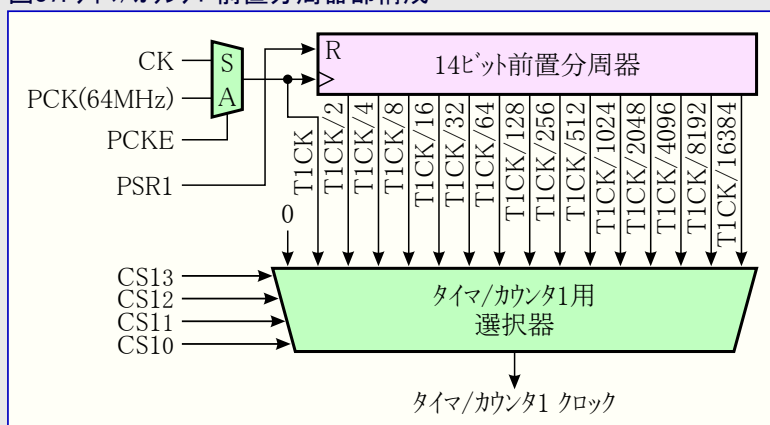 CK
PCK(64MHz)
PCKE
PSR1
S
A
R
14ビット前置分周器
0
T1CK
T1CK/2
T1CK/4
T1CK/8
T1CK/16
T1CK/32
T1CK/64
T1CK/128
T1CK/256
T1CK/512
T1CK/1024
T1CK/2048
T1CK/4096
T1CK/8192
T1CK/16384
CS13
CS12
CS11
CS10
タイマ/カウンタ1用
選択器
タイマ/カウンタ1 クロック